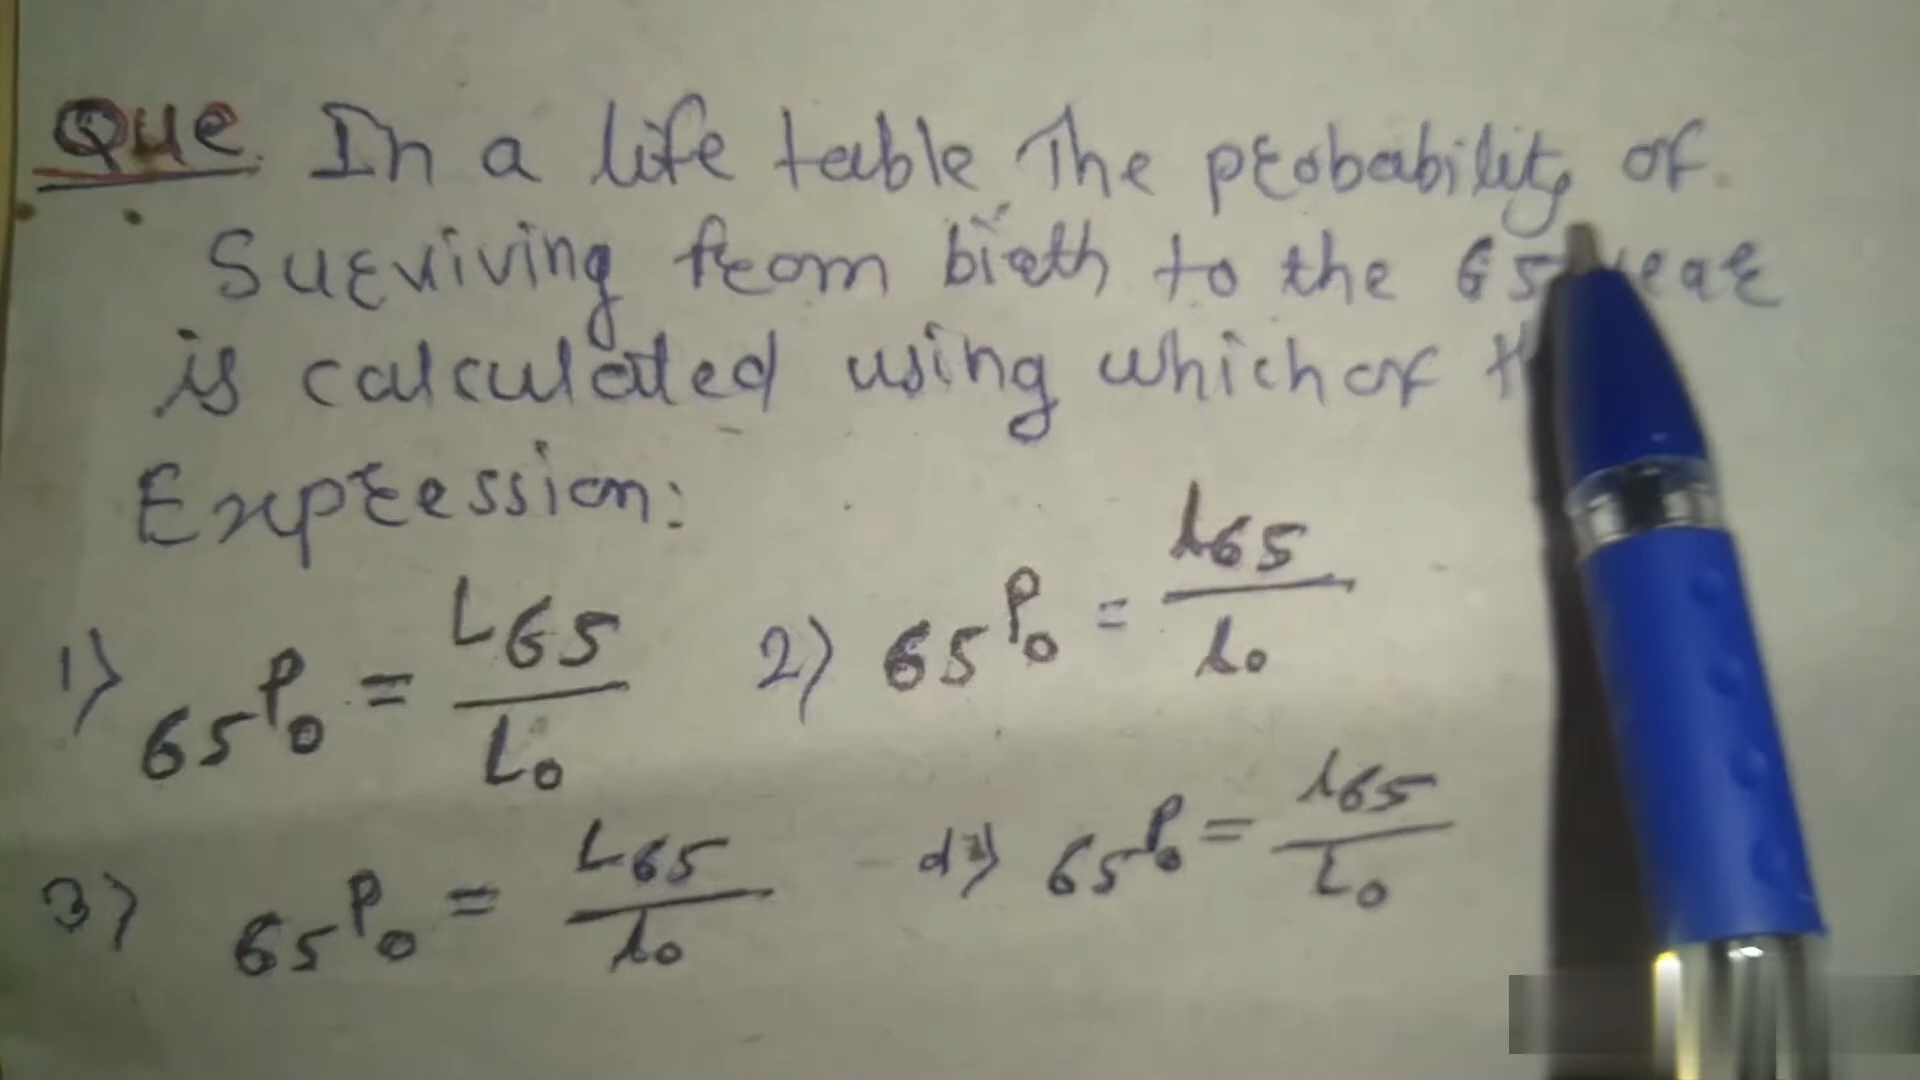 Que. In a life table The probability of
Surviving from birth to the 65 year
is calculated using which of
Expression:
1) 65P0 = L65/L0 2) 65P0 = l65/l0
3) 65P0 = L65/l0 d) 65P0 = l65/L0